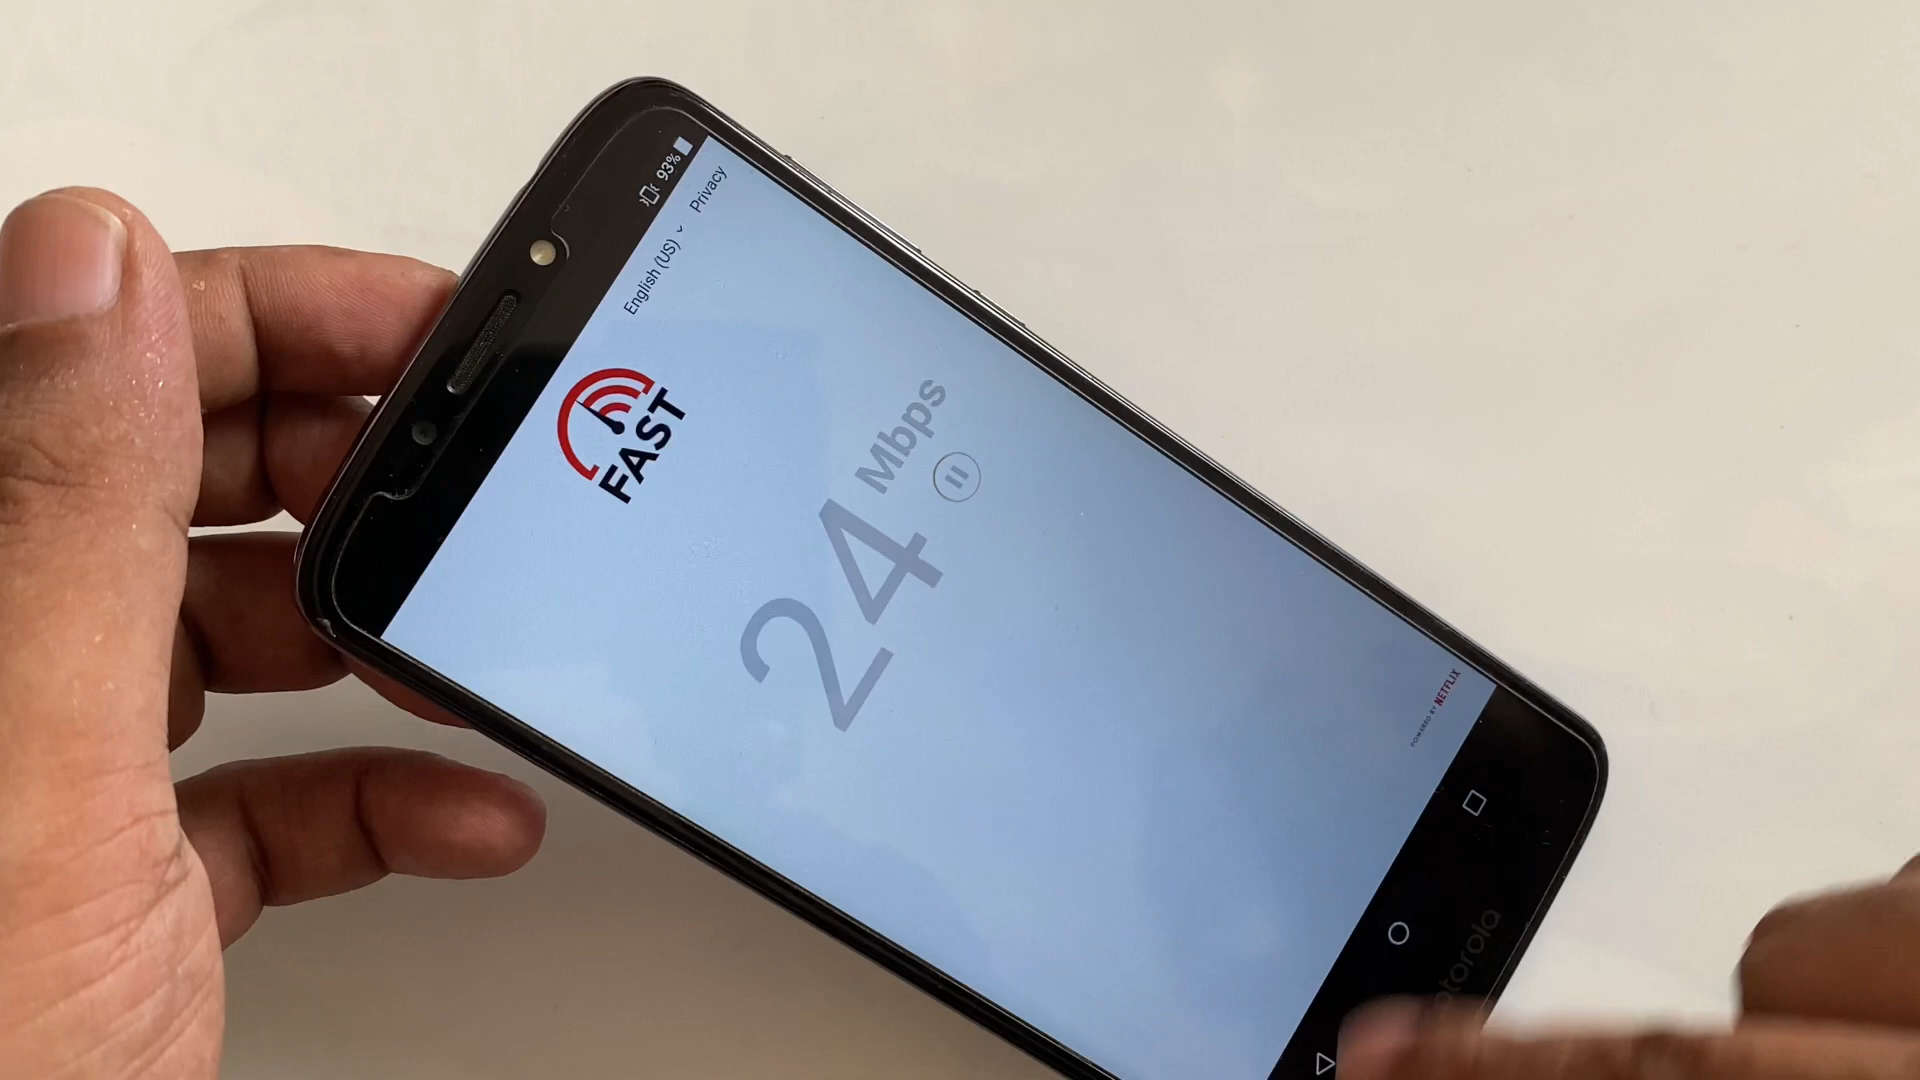 93%
English (US) Privacy
FAST
24 Mbps
POWERED BY NETFLIX
motorola